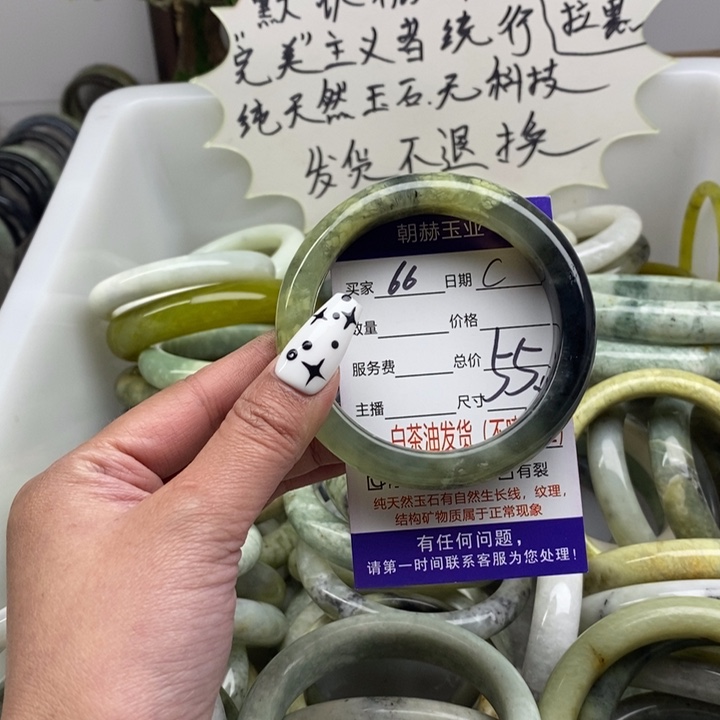 "完美"主义者绕行
纯天然玉石.无科技
发货不退换
朝赫玉业
买家 66 日期 C
数量 价格
服务费 总价
主播 尺寸 55
白茶油发货
有裂
纯天然玉石有自然生长线,纹理,
结构矿物质属于正常现象
有任何问题,
请第一时间联系客服为您处理!